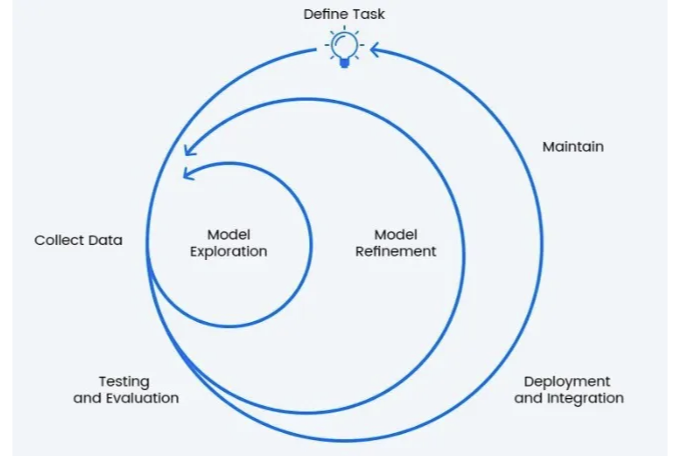 Define Task
Maintain
Collect Data
Model
Exploration
Model
Refinement
Testing
and Evaluation
Deployment
and Integration